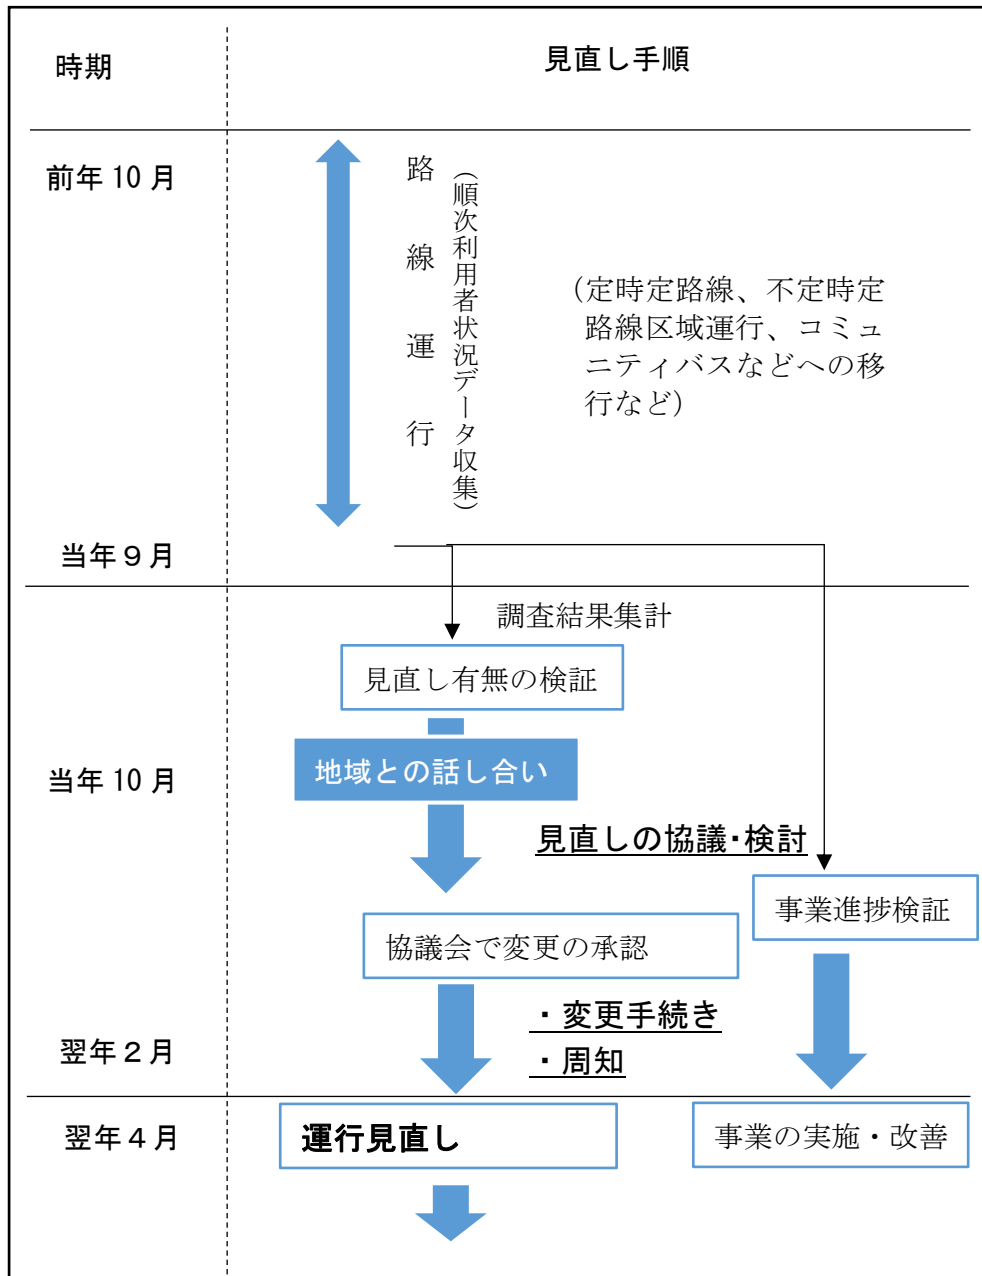 時期
見直し手順
前年 10 月
路線運行
（順次利用者状況データ収集）
（定時定路線、不定時定
路線区域運行、コミュ
ニティバスなどへの移
行など）
当年９月
調査結果集計
見直し有無の検証
当年 10 月
地域との話し合い
見直しの協議・検討
事業進捗検証
協議会で変更の承認
・変更手続き
・周知
翌年２月
翌年４月
運行見直し
事業の実施・改善